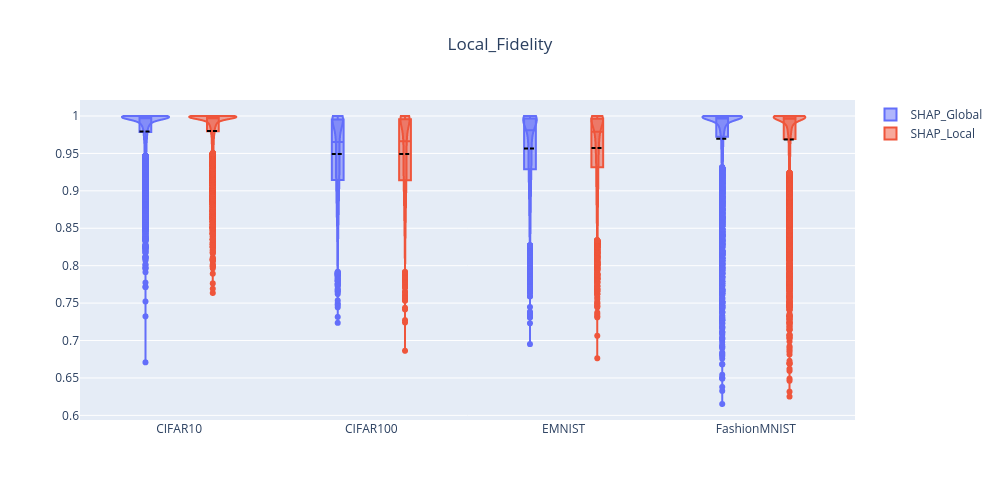 Local_Fidelity
SHAP_Global
SHAP_Local
1
0.95
0.9
0.85
0.8
0.75
0.7
0.65
0.6
CIFAR10
CIFAR100
EMNIST
FashionMNIST